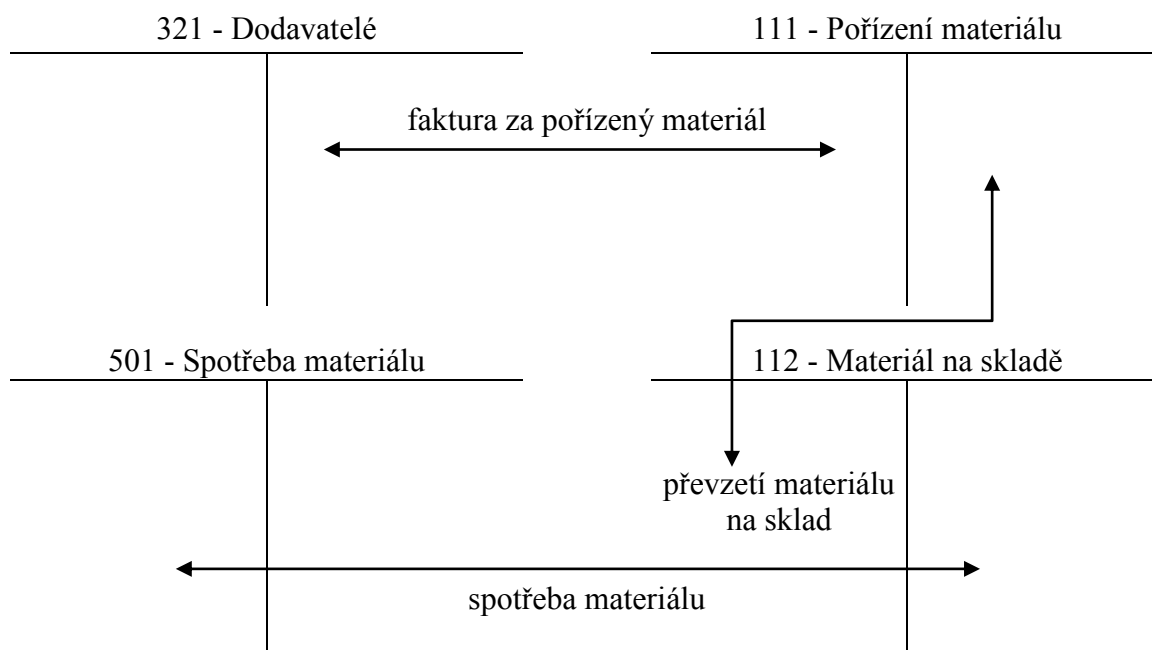 321 - Dodavatelé
111 - Pořízení materiálu
faktura za pořízený materiál
501 - Spotřeba materiálu
112 - Materiál na skladě
převzetí materiálu
na sklad
spotřeba materiálu